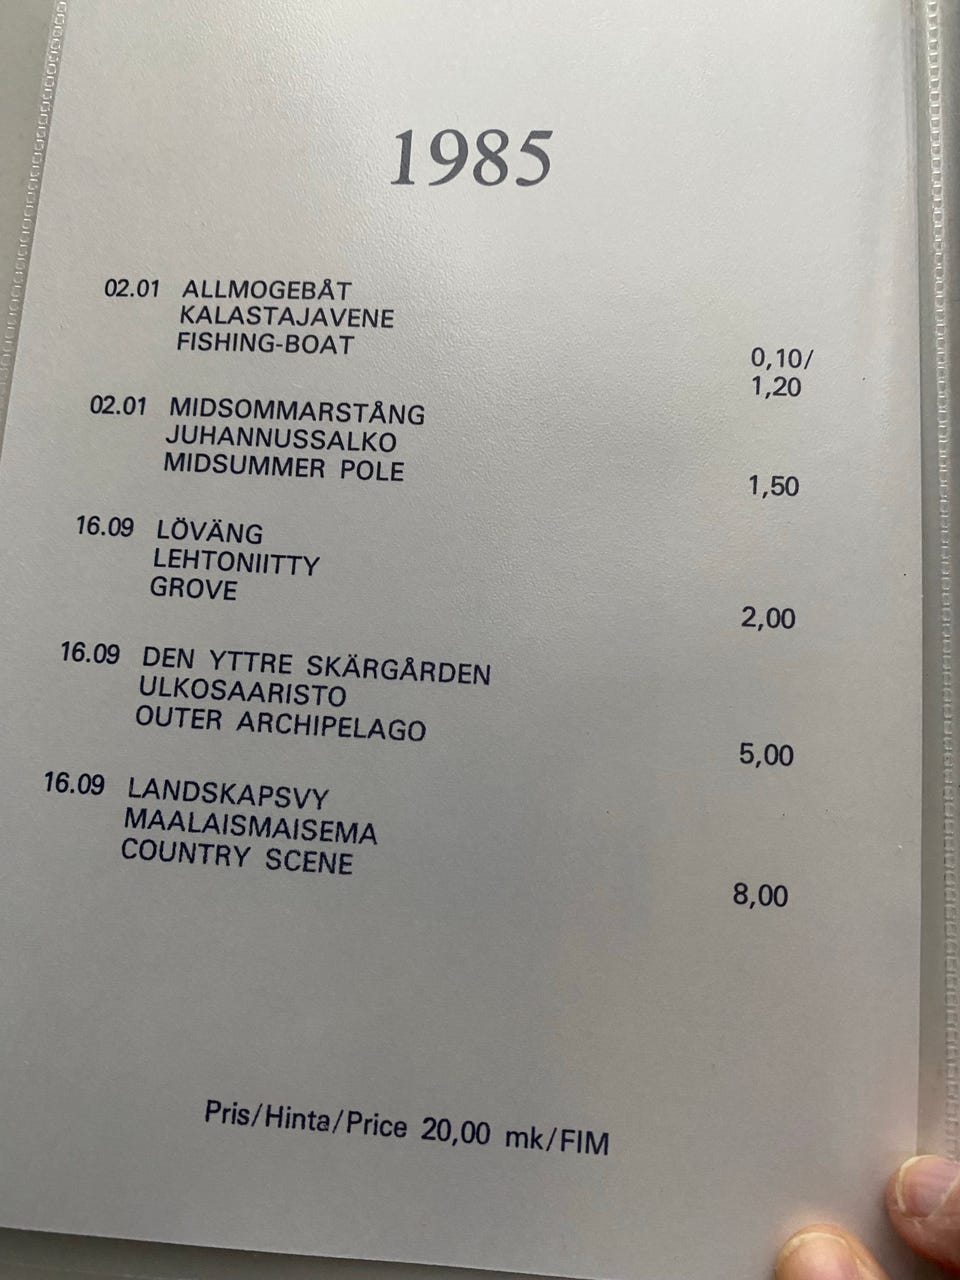 1985
02.01 ALLMOGEBÅT
KALASTAJAVENE
FISHING-BOAT
0,10/
1,20
02.01 MIDSOMMARSTÅNG
JUHANNUSSALKO
MIDSUMMER POLE
1,50
16.09 LÖVÄNG
LEHTONIITTY
GROVE
2,00
16.09 DEN YTTRE SKÄRGÅRDEN
ULKOSAARISTO
OUTER ARCHIPELAGO
5,00
16.09 LANDSKAPSVY
MAALAISMAISEMA
COUNTRY SCENE
8,00
Pris/Hinta/Price 20,00 mk/FIM